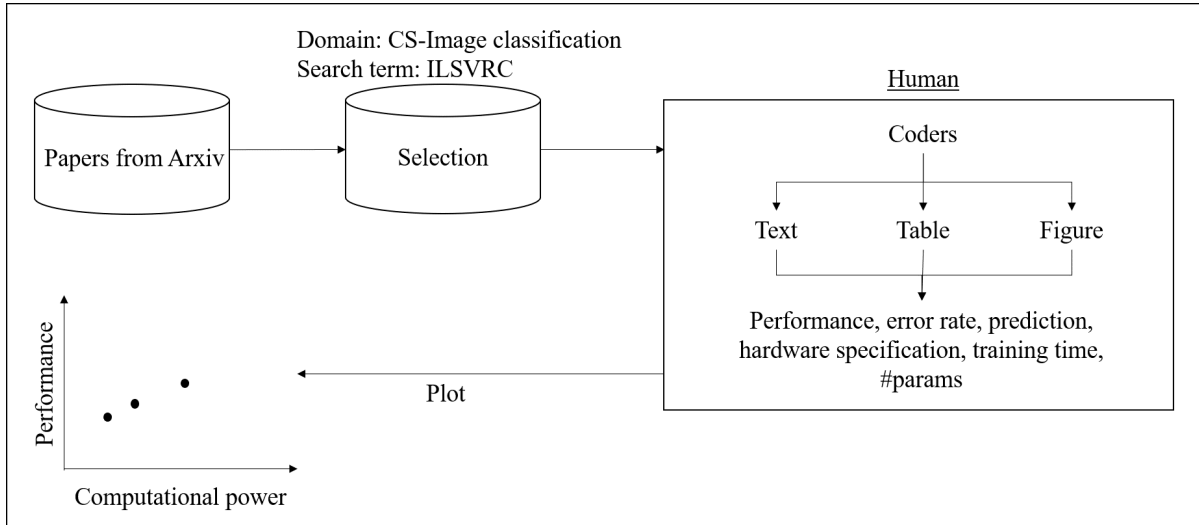 Domain: CS-Image classification
Search term: ILSVRC
Papers from Arxiv
Selection
Human
Coders
Text
Table
Figure
Performance, error rate, prediction,
hardware specification, training time,
#params
Plot
Performance
Computational power